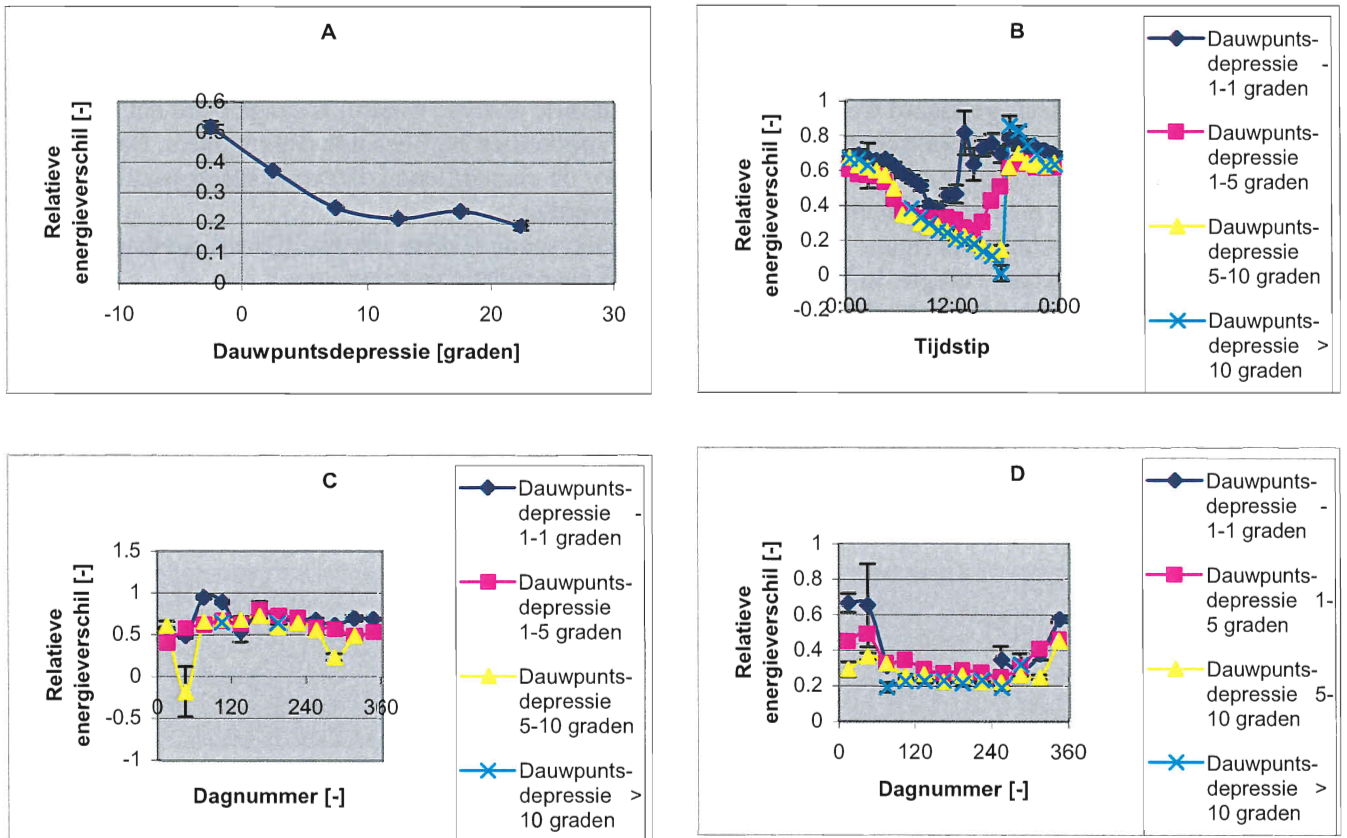 A
Relatieve
energieverschil [-]
0.6
0.5
0.4
0.3
0.2
0.1
0
-10
0
10
20
30
Dauwpuntsdepressie [graden]
B
Relatieve
energieverschil [-]
1
0.8
0.6
0.4
0.2
0
-0.2
0:00
12:00
0:00
Tijdstip
Dauwpunts-
depressie -
1-1 graden
Dauwpunts-
depressie
1-5 graden
Dauwpunts-
depressie
5-10 graden
Dauwpunts-
depressie >
10 graden
C
Relatieve
energieverschil [-]
1.5
1
0.5
0
-0.5
-1
0
120
240
360
Dagnummer [-]
Dauwpunts-
depressie -
1-1 graden
Dauwpunts-
depressie
1-5 graden
Dauwpunts-
depressie
5-10 graden
Dauwpunts-
depressie >
10 graden
D
Relatieve
energieverschil [-]
1
0.8
0.6
0.4
0.2
0
0
120
240
360
Dagnummer [-]
Dauwpunts-
depressie -
1-1 graden
Dauwpunts-
depressie 1-
5 graden
Dauwpunts-
depressie 5-
10 graden
Dauwpunts-
depressie >
10 graden